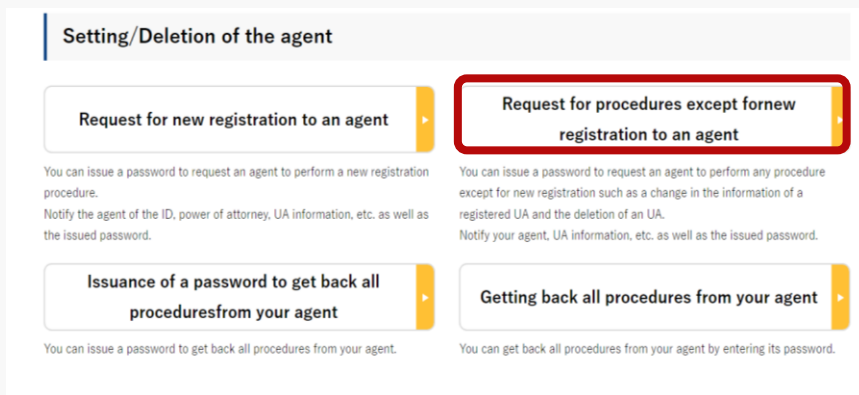 Setting/Deletion of the agent
Request for new registration to an agent
You can issue a password to request an agent to perform a new registration
procedure.
Notify the agent of the ID, power of attorney, UA information, etc. as well as
the issued password.
Request for procedures except fornew
registration to an agent
You can issue a password to request an agent to perform any procedure
except for new registration such as a change in the information of a
registered UA and the deletion of an UA.
Notify your agent, UA information, etc. as well as the issued password.
Issuance of a password to get back all
proceduresfrom your agent
You can issue a password to get back all procedures from your agent.
Getting back all procedures from your agent
You can get back all procedures from your agent by entering its password.